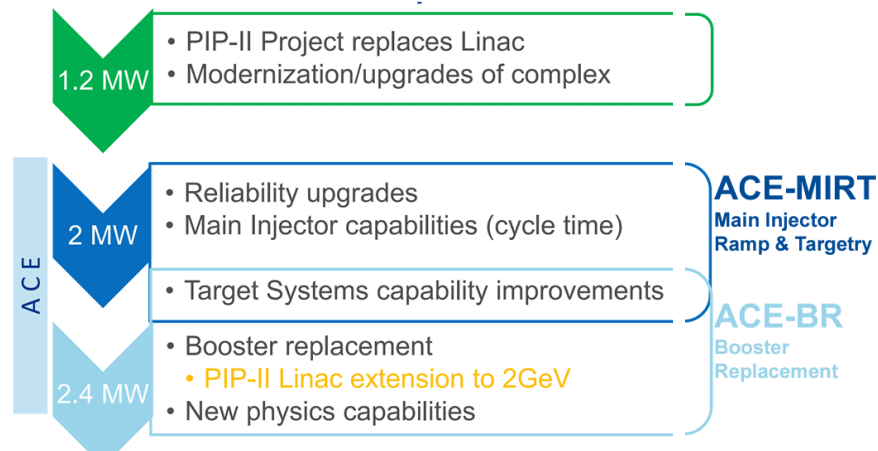 1.2 MW
• PIP-II Project replaces Linac
• Modernization/upgrades of complex
ACE
2 MW
• Reliability upgrades
• Main Injector capabilities (cycle time)
• Target Systems capability improvements
ACE-MIRT
Main Injector
Ramp & Targetry
2.4 MW
• Booster replacement
• PIP-II Linac extension to 2GeV
• New physics capabilities
ACE-BR
Booster
Replacement